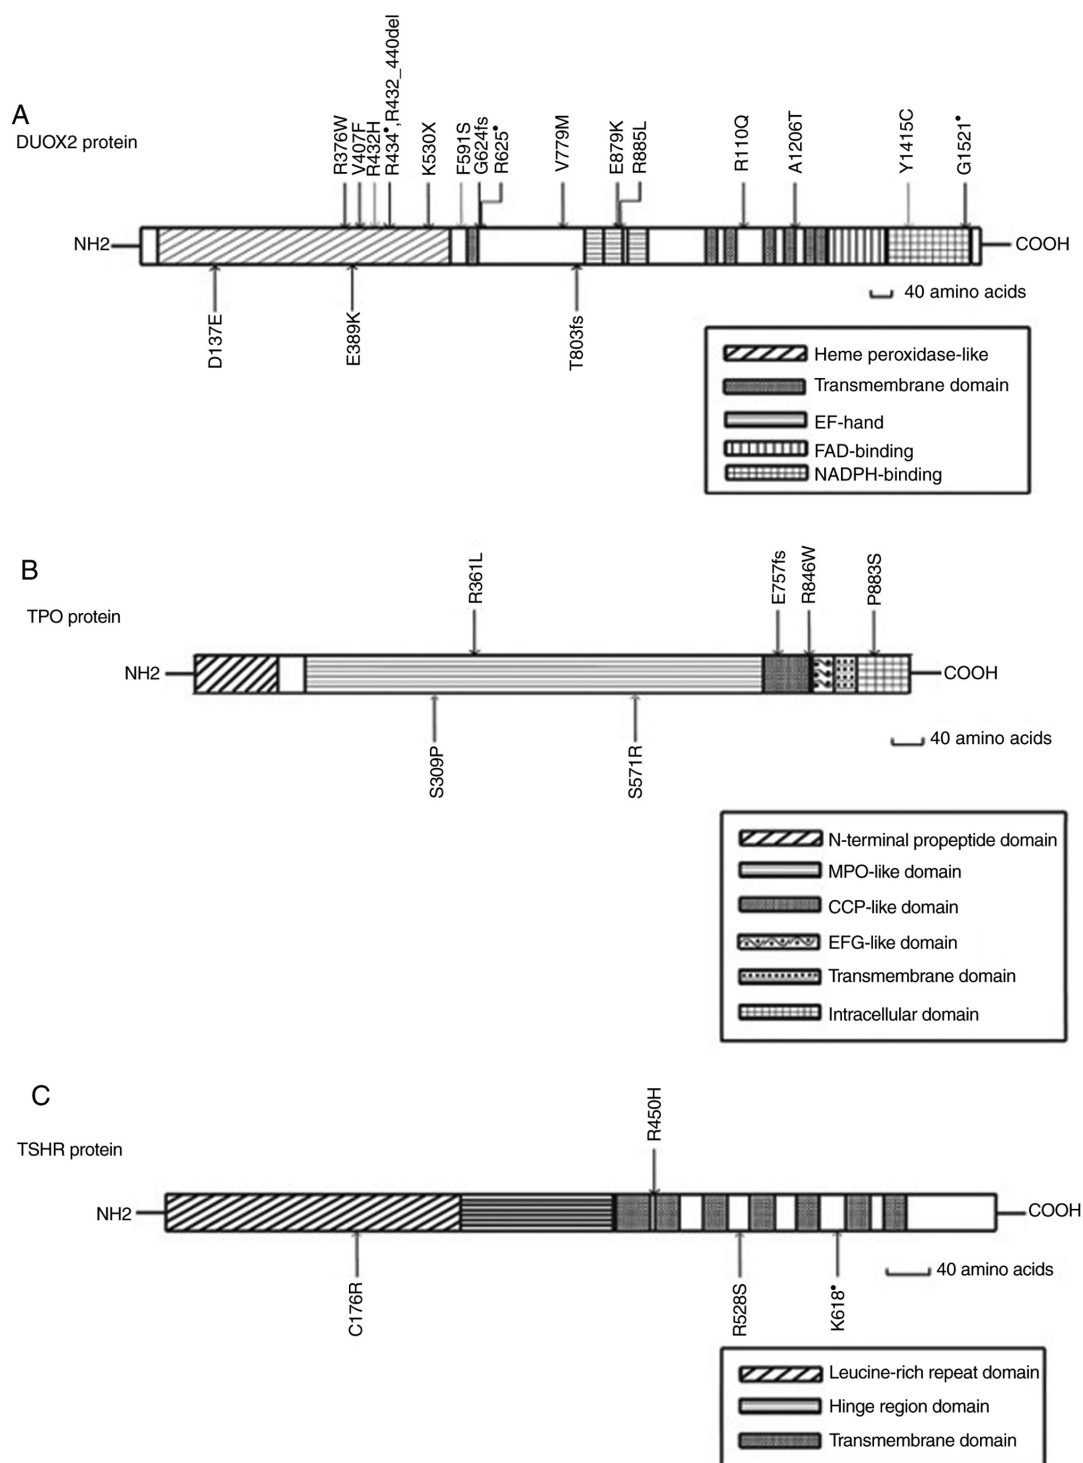 A
DUOX2 protein
R376W
V407F
R432H
R434•,R432_440del
K530X
F591S
G624fs
R625•
V779M
E879K
R885L
R110Q
A1206T
Y1415C
G1521•
NH2
COOH
D137E
E389K
T803fs
40 amino acids
Heme peroxidase-like
Transmembrane domain
EF-hand
FAD-binding
NADPH-binding
B
TPO protein
R361L
E757fs
R846W
P883S
NH2
COOH
S309P
S571R
40 amino acids
N-terminal propeptide domain
MPO-like domain
CCP-like domain
EFG-like domain
Transmembrane domain
Intracellular domain
C
TSHR protein
R450H
NH2
COOH
C176R
R528S
K618•
40 amino acids
Leucine-rich repeat domain
Hinge region domain
Transmembrane domain